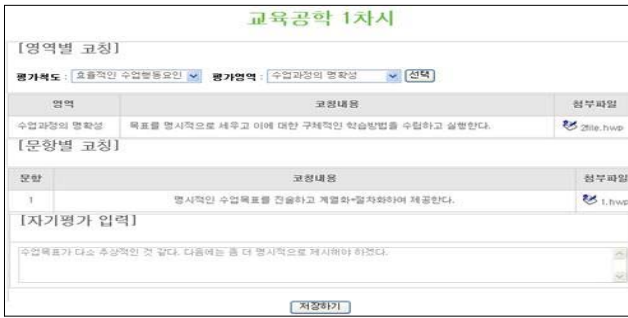 교육공학 1차시
[영역별 코칭]
평가척도 : 효율적인 수업행동요인 평가영역 : 수업과정의 명확성 선택
영역 코칭내용 첨부파일
수업과정의 명확성 목표를 명시적으로 세우고 이에 대한 구체적인 학습방법을 수립하고 실행한다. 2file.hwp
[문항별 코칭]
문항 코칭내용 첨부파일
1 명시적인 수업목표를 진술하고 계열화•절차화하여 제공한다. 1.hwp
[자기평가 입력]
수업목표가 다소 추상적인 것 같다. 다음에는 좀 더 명시적으로 제시해야 하겠다.
저장하기